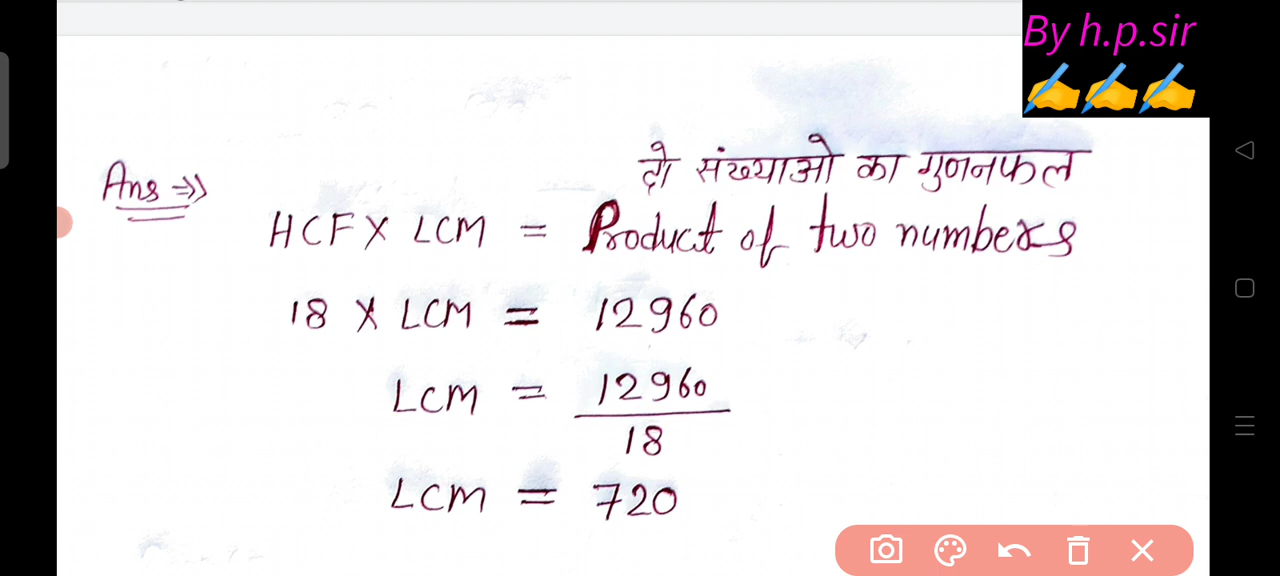 By h.p.sir
✍️✍️✍️
दो संख्याओ का गुणनफल
Ans ⇒»
HCF X LCM = Product of two numbers
18 X LCM = 12960
LCM = 12960
18
LCM = 720